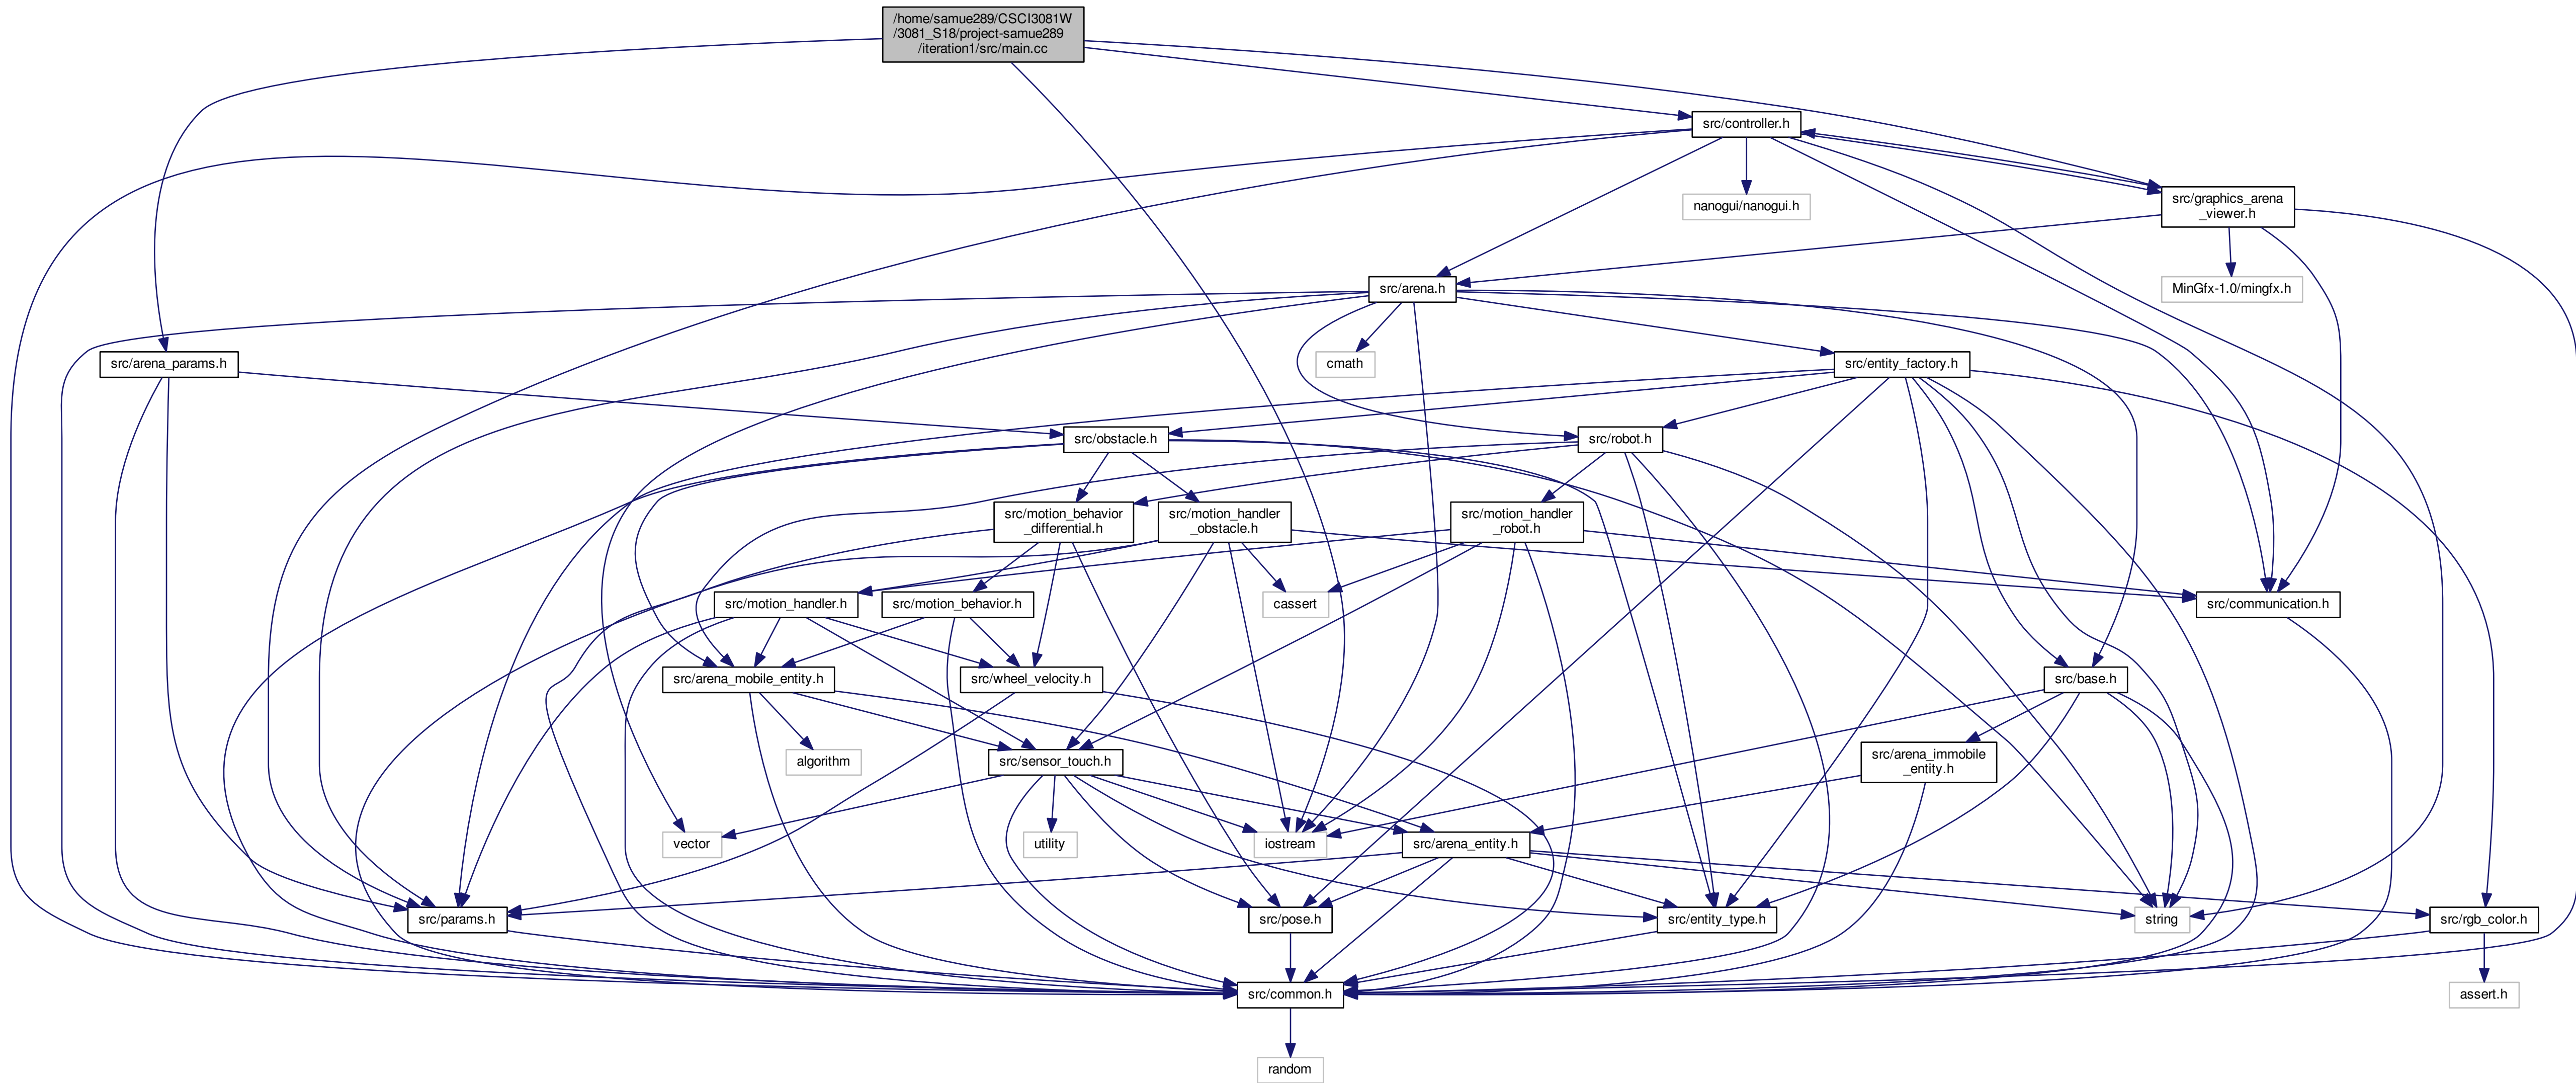 /home/samue289/CSCI3081W
/3081_S18/project-samue289
/iteration1/src/main.cc
src/controller.h
nanogui/nanogui.h
src/graphics_arena
_viewer.h
src/arena.h
MinGfx-1.0/mingfx.h
src/arena_params.h
cmath
src/entity_factory.h
src/obstacle.h
src/robot.h
src/motion_behavior
_differential.h
src/motion_handler
_obstacle.h
src/motion_handler
_robot.h
src/motion_handler.h
src/motion_behavior.h
cassert
src/communication.h
src/arena_mobile_entity.h
src/wheel_velocity.h
src/base.h
algorithm
src/sensor_touch.h
src/arena_immobile
_entity.h
vector
utility
iostream
src/arena_entity.h
src/params.h
src/pose.h
src/entity_type.h
string
src/rgb_color.h
src/common.h
assert.h
random